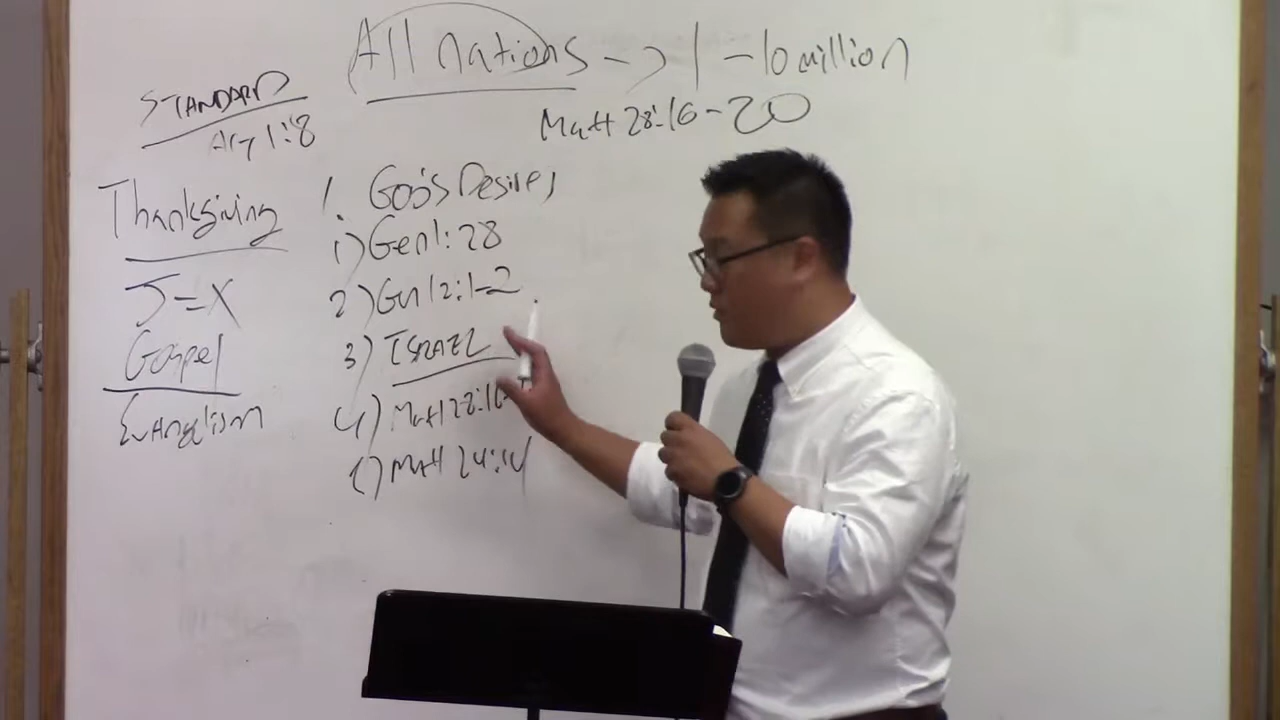 All nations -> 1-10 million
Matt 28:16-20
STANDARD
Act 1:8
Thanksgiving
J=X
Gospel
Evangelism
1. GOD'S Desire,
1) Gen 1:28
2) Gen 12:1-2
3) ISRAEL
4) Matt 28:16-
5) Matt 24:14